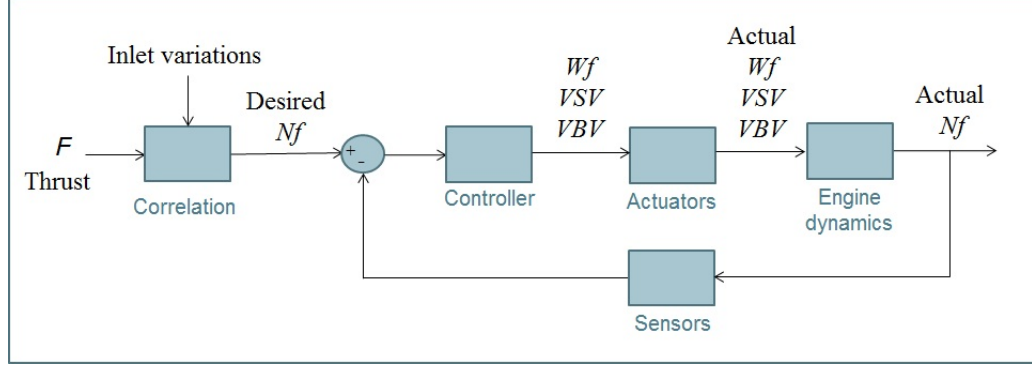 Inlet variations
F
Thrust
Correlation
Desired
Nf
+
-
Controller
Wf
VSV
VBV
Actuators
Actual
Wf
VSV
VBV
Engine
dynamics
Actual
Nf
Sensors